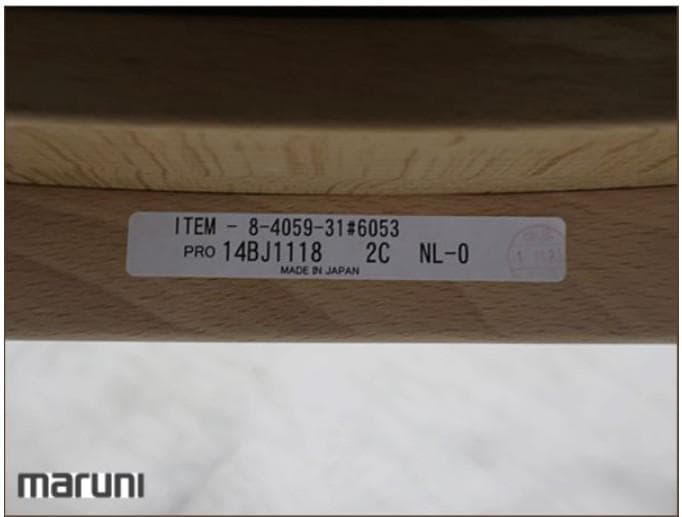 ITEM - 8-4059-31#6053
PRO 14BJ1118 2C NL-0
MADE IN JAPAN
maruni